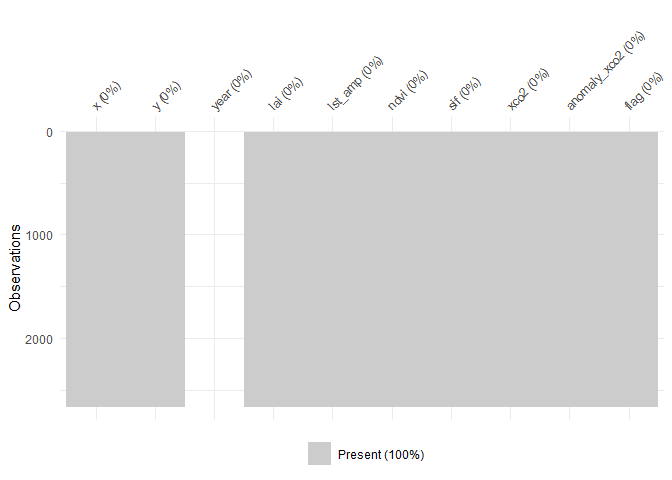 x (0%)
y (0%)
year (0%)
lai (0%)
lst_amp (0%)
ndvi (0%)
sif (0%)
xco2 (0%)
anomaly_xco2 (0%)
flag (0%)
0
1000
2000
Observations
Present (100%)